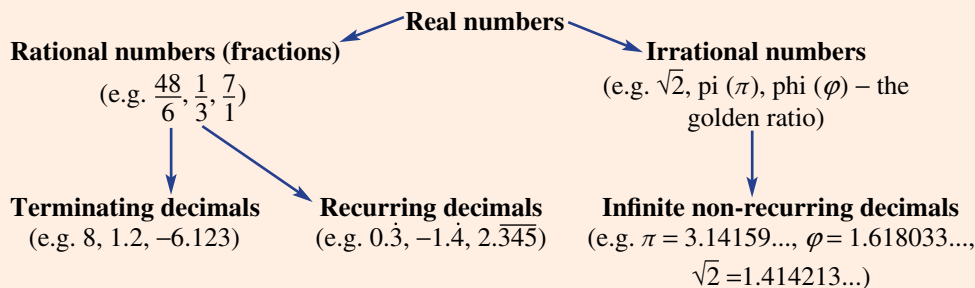 Real numbers
Rational numbers (fractions)
(e.g. 48/6, 1/3, 7/1)
Irrational numbers
(e.g. √2, pi (π), phi (φ) – the
golden ratio)
Terminating decimals
(e.g. 8, 1.2, −6.123)
Recurring decimals
(e.g. 0.3̇, −1.4̇, 2.3̅4̅5̅)
Infinite non-recurring decimals
(e.g. π = 3.14159..., φ = 1.618033...,
√2 =1.414213...)